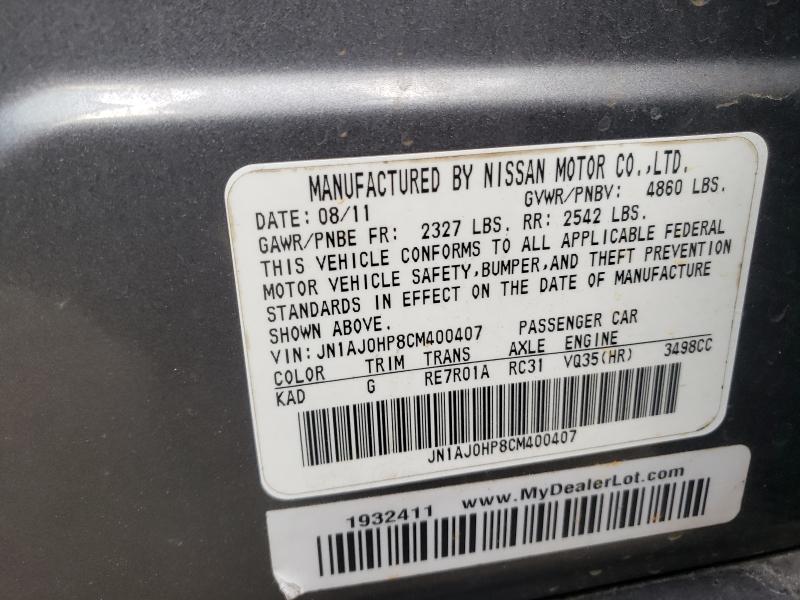 MANUFACTURED BY NISSAN MOTOR CO.,LTD.
DATE: 08/11 GVWR/PNBV: 4860 LBS.
GAWR/PNBE FR: 2327 LBS. RR: 2542 LBS.
THIS VEHICLE CONFORMS TO ALL APPLICABLE FEDERAL
MOTOR VEHICLE SAFETY,BUMPER,AND THEFT PREVENTION
STANDARDS IN EFFECT ON THE DATE OF MANUFACTURE
SHOWN ABOVE.
VIN: JN1AJ0HP8CM400407 PASSENGER CAR
COLOR TRIM TRANS AXLE ENGINE
KAD G RE7R01A RC31 VQ35(HR) 3498CC
JN1AJ0HP8CM400407
1932411 www.MyDealerLot.com